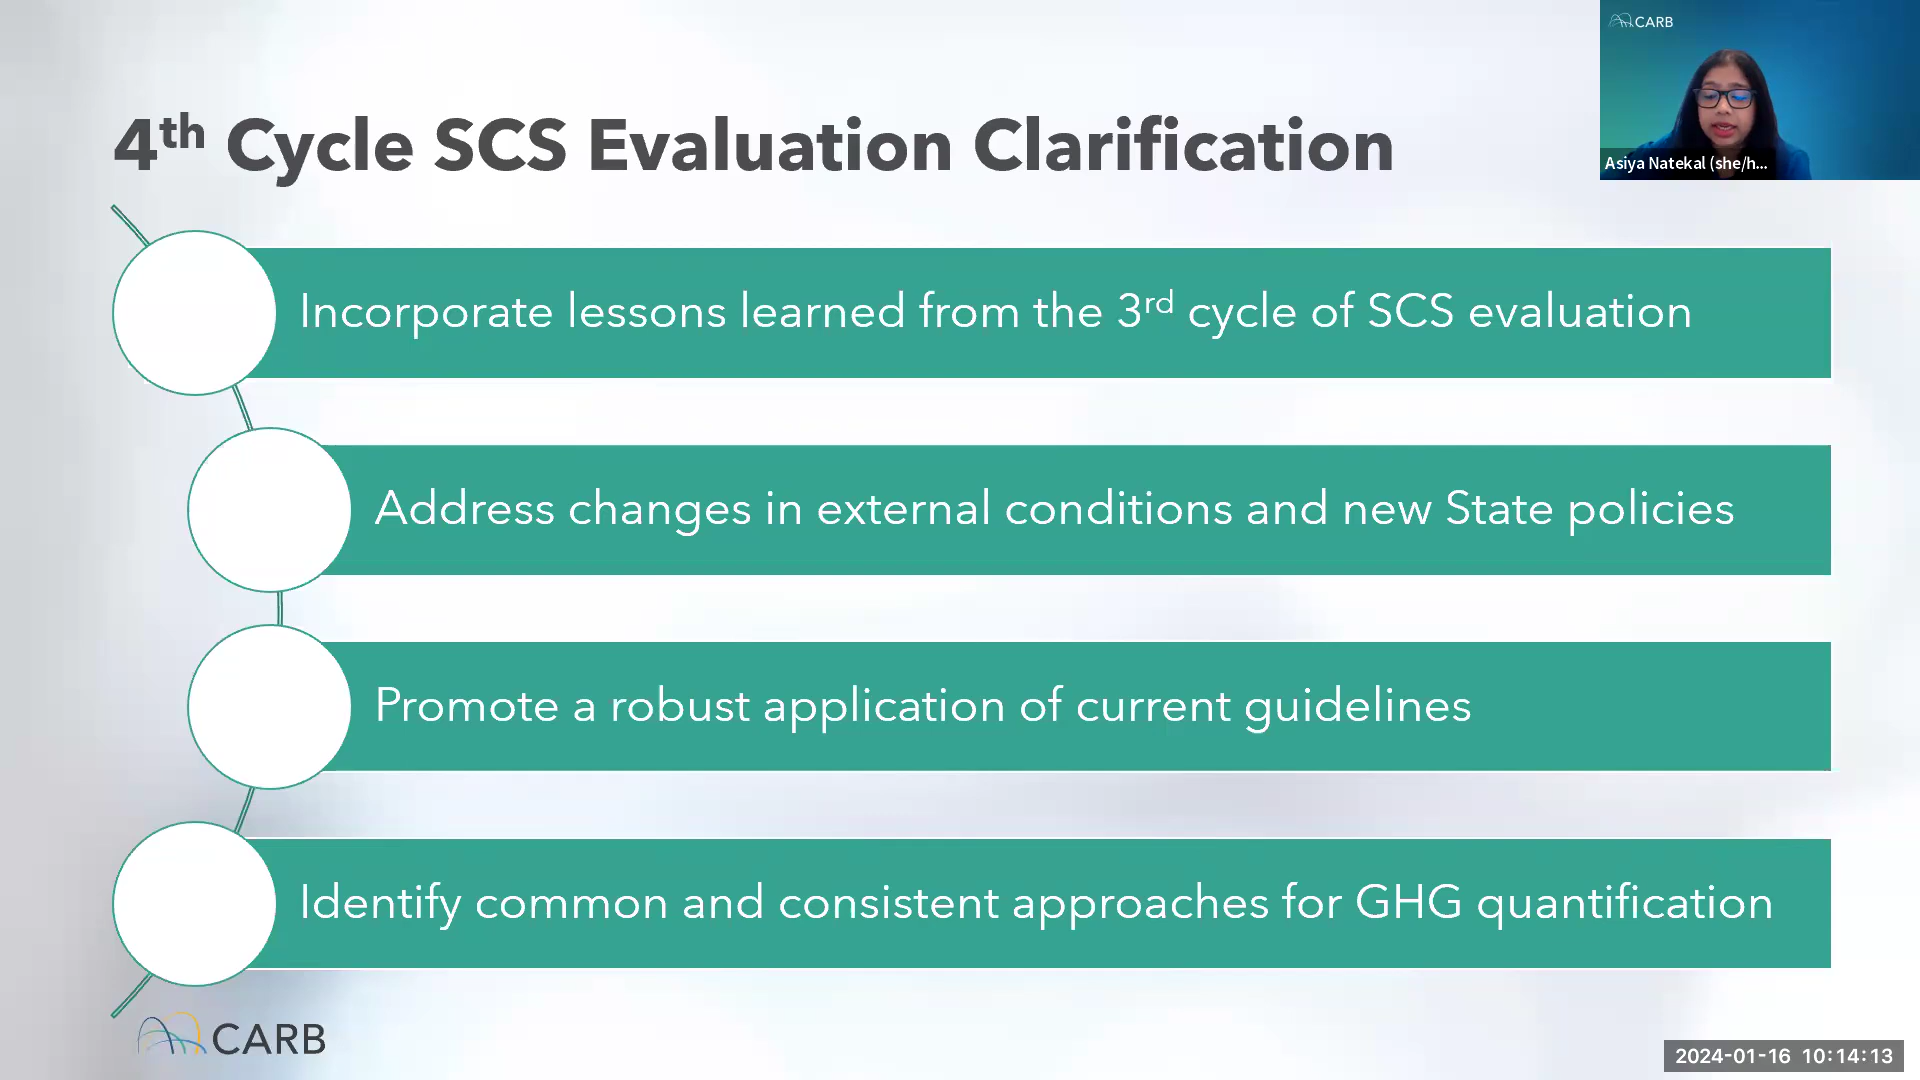 CARB
4th Cycle SCS Evaluation Clarification
Asiya Natekal (she/h...
Incorporate lessons learned from the 3rd cycle of SCS evaluation
Address changes in external conditions and new State policies
Promote a robust application of current guidelines
Identify common and consistent approaches for GHG quantification
CARB
2024-01-16 10:14:13